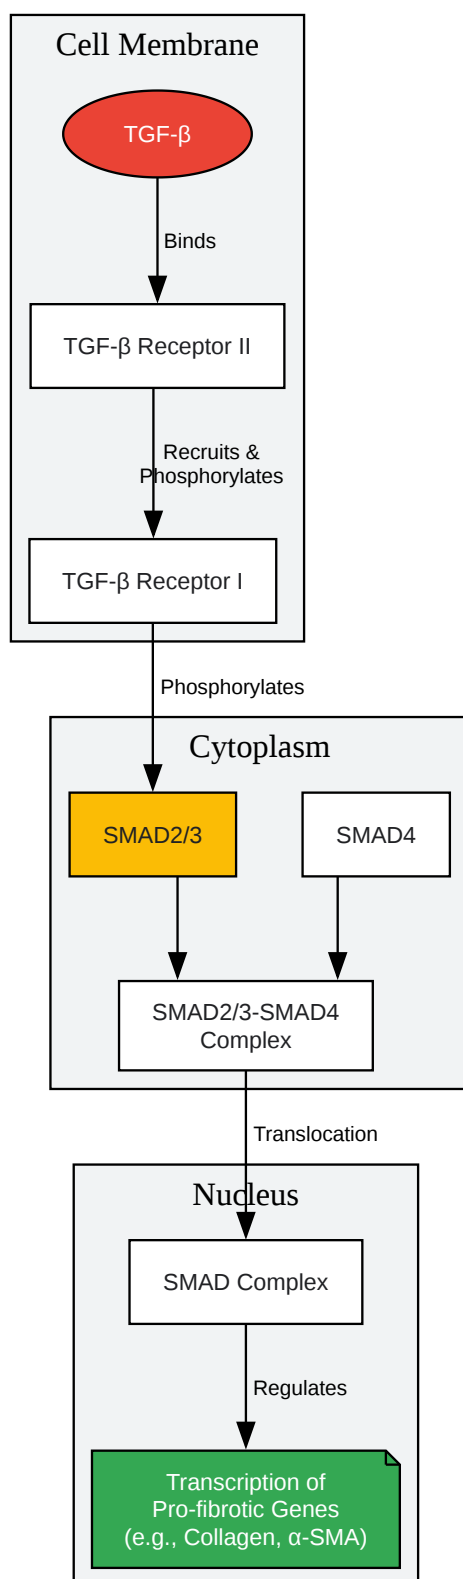 Cell Membrane
TGF-β
Binds
TGF-β Receptor II
Recruits &
Phosphorylates
TGF-β Receptor I
Phosphorylates
Cytoplasm
SMAD2/3
SMAD4
SMAD2/3-SMAD4
Complex
Translocation
Nucleus
SMAD Complex
Regulates
Transcription of
Pro-fibrotic Genes
(e.g., Collagen, α-SMA)